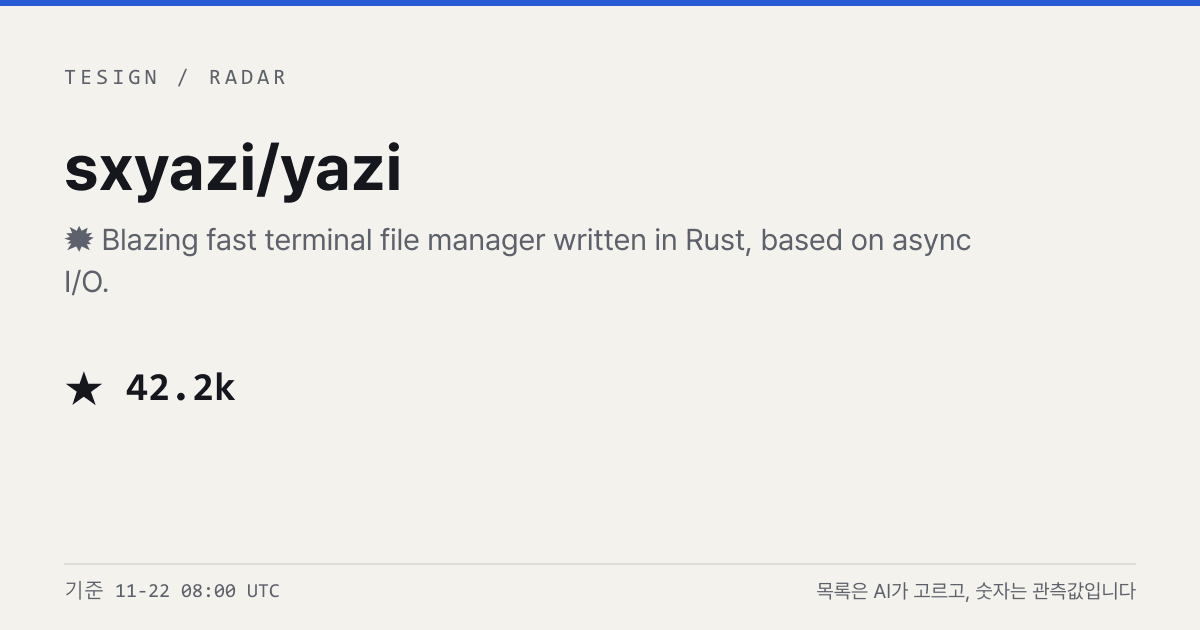 TESIGN / RADAR
sxyazi/yazi
✹ Blazing fast terminal file manager written in Rust, based on async
I/O.
★ 42.2k
기준 11-22 08:00 UTC
목록은 AI가 고르고, 숫자는 관측값입니다